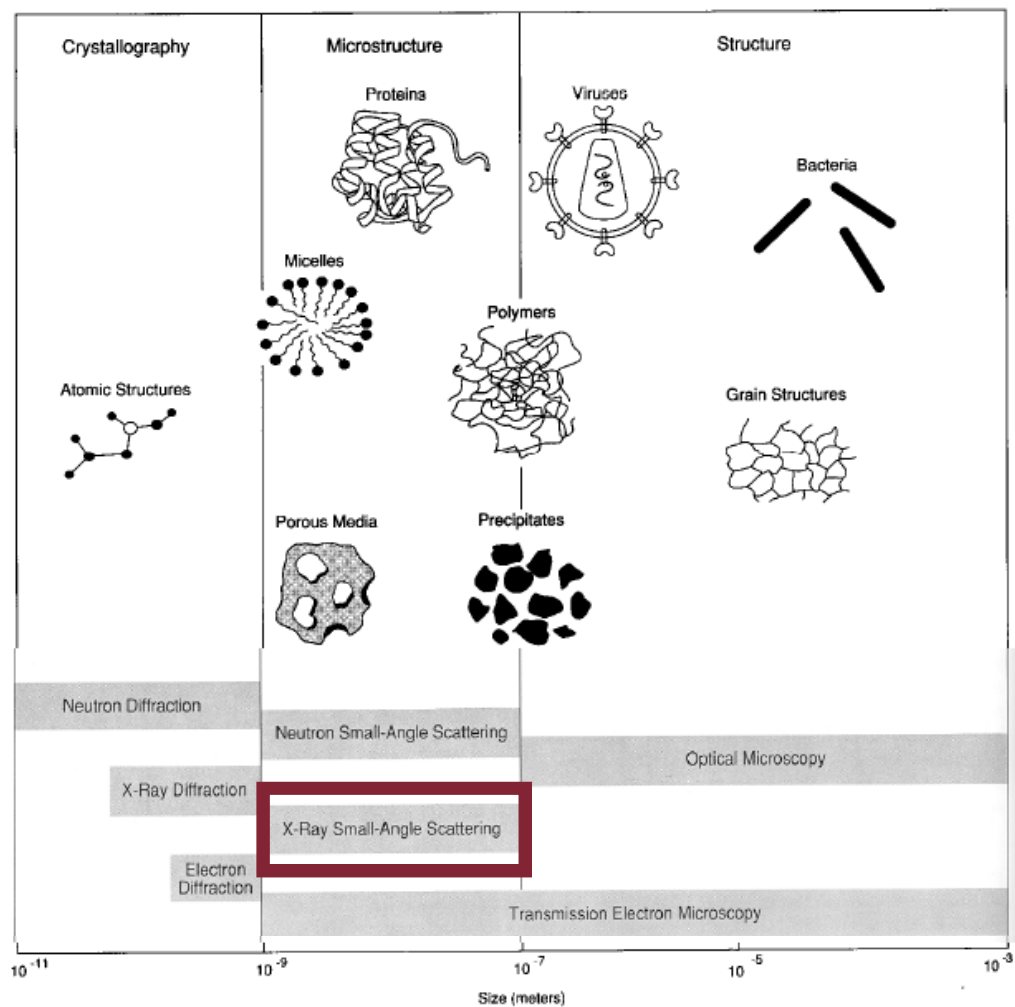 Crystallography
Microstructure
Structure
Proteins
Viruses
Bacteria
Micelles
Polymers
Atomic Structures
Grain Structures
Porous Media
Precipitates
Neutron Diffraction
Neutron Small-Angle Scattering
Optical Microscopy
X-Ray Diffraction
X-Ray Small-Angle Scattering
Electron
Diffraction
Transmission Electron Microscopy
10 -11
10 -9
10 -7
10 -5
10 -3
Size (meters)